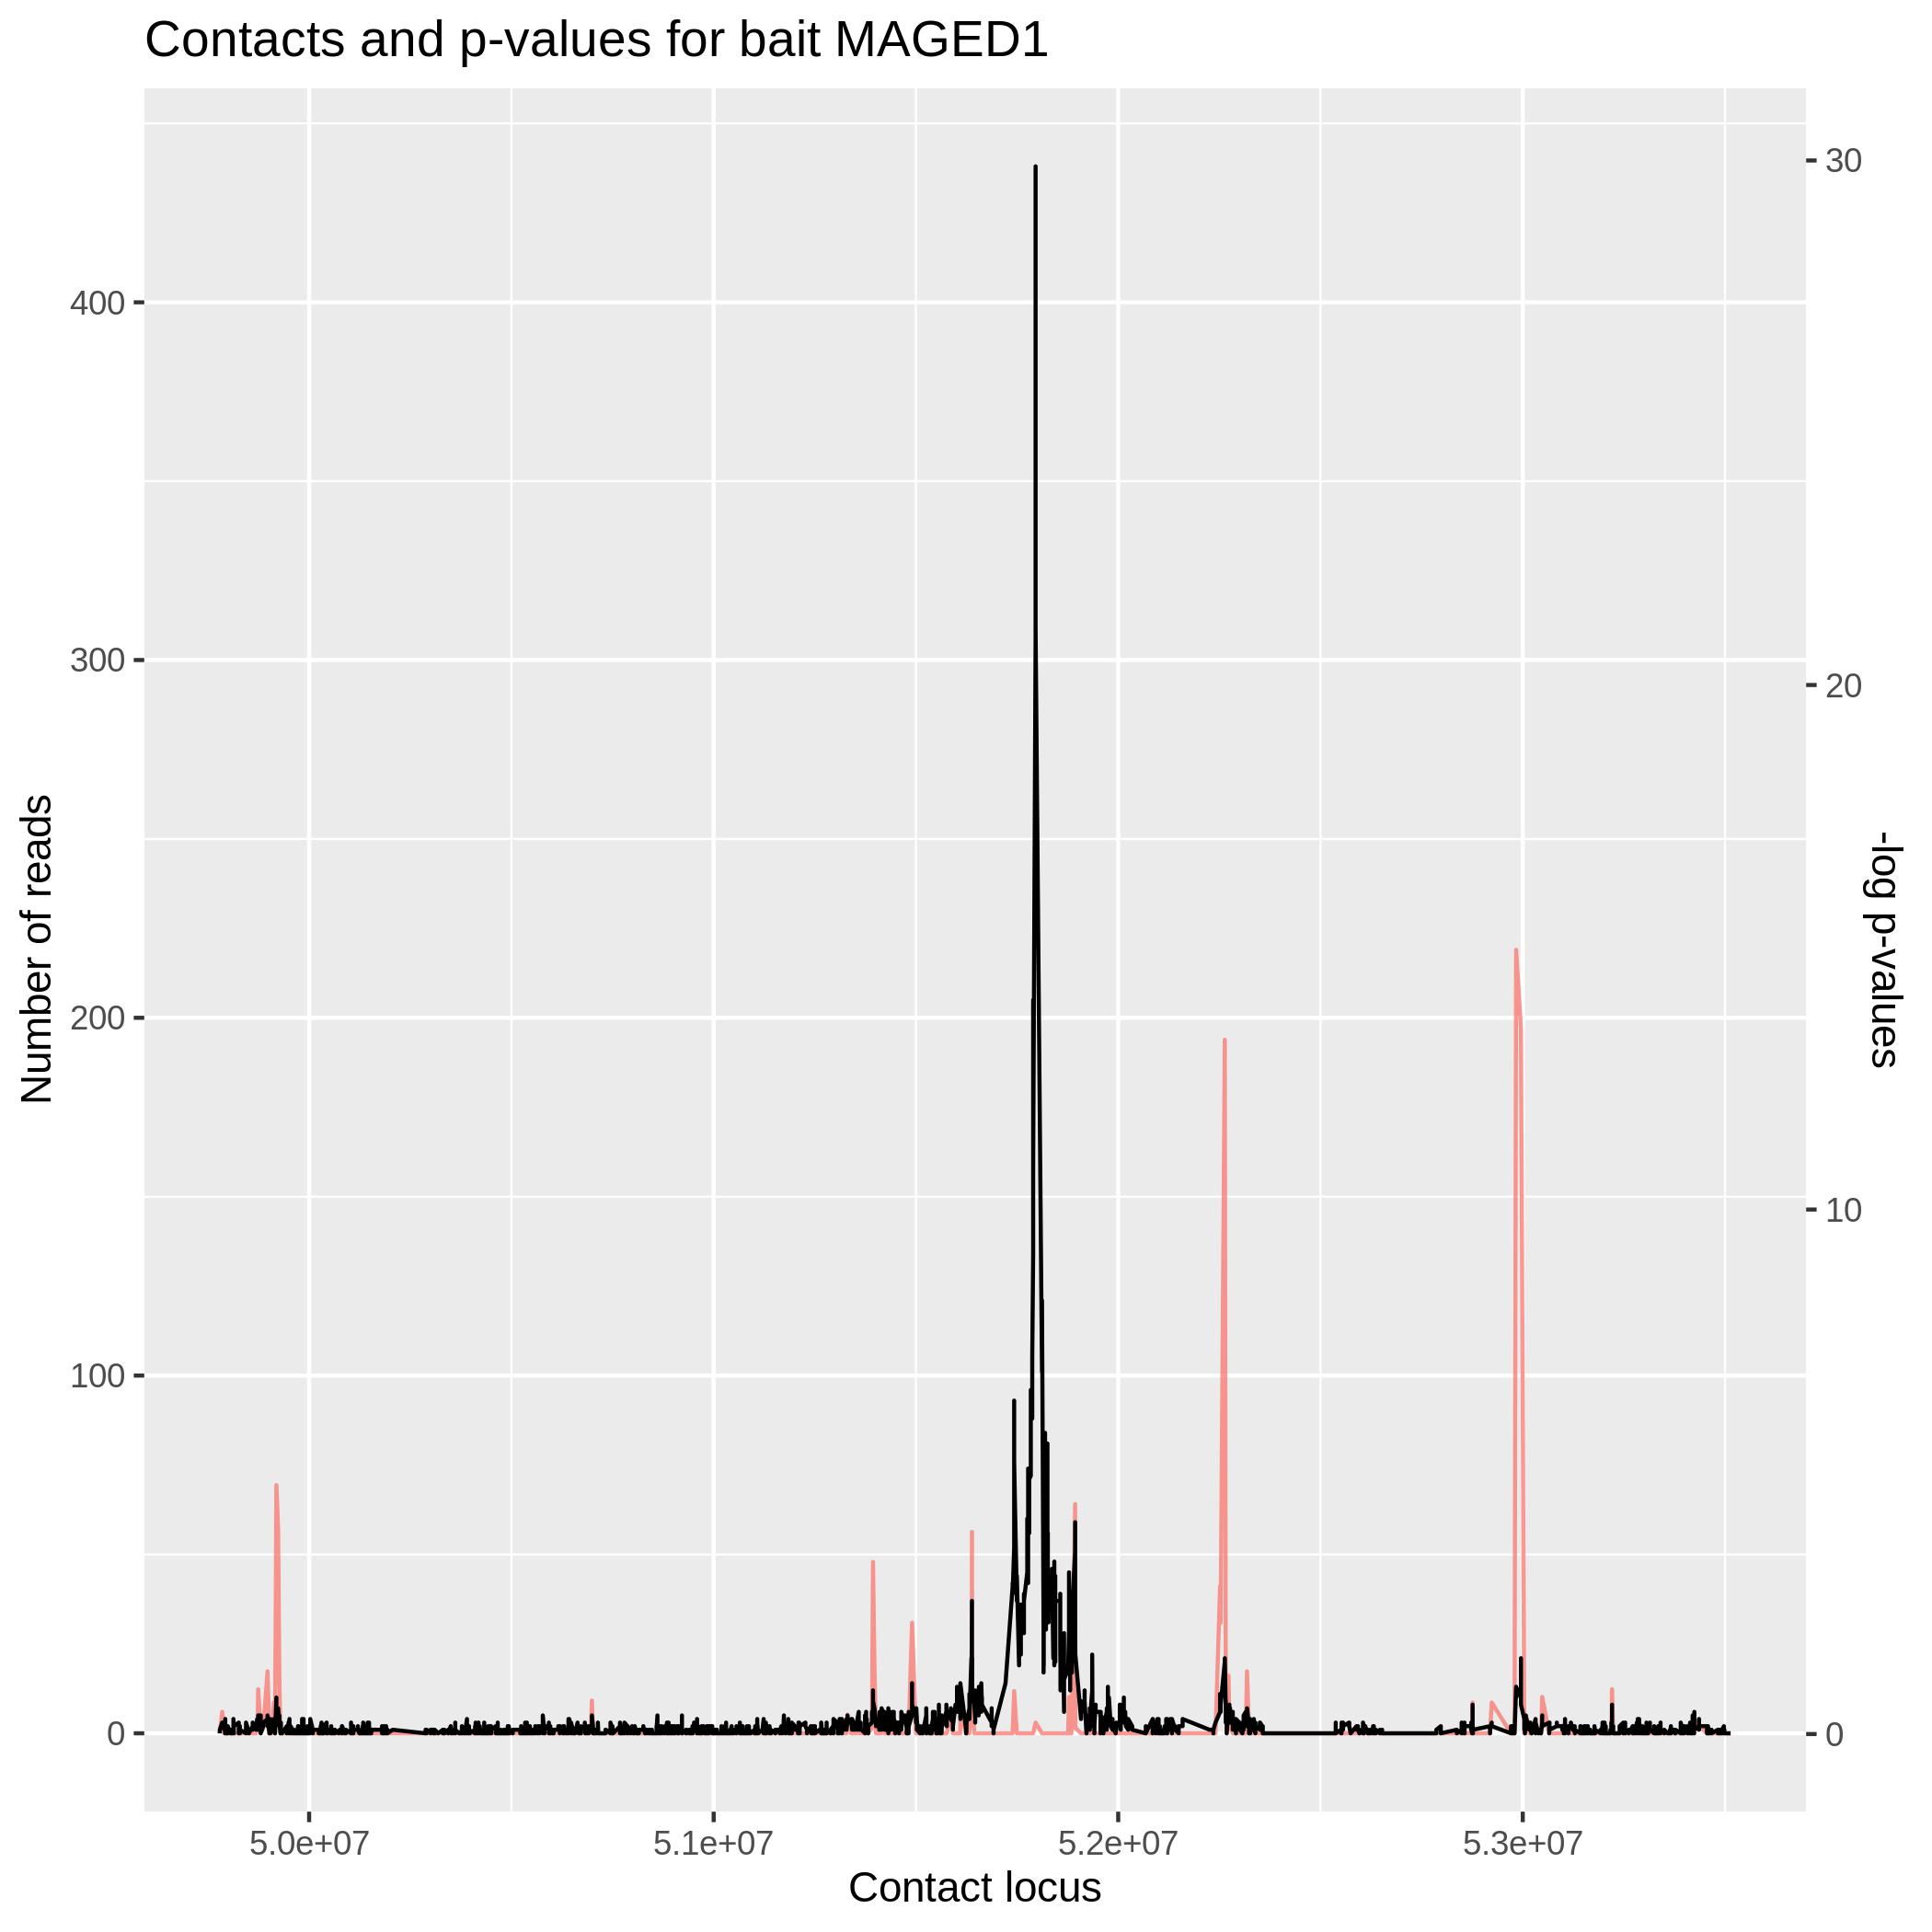 Contacts and p-values for bait MAGED1
Number of reads
400
300
200
100
0
30
20
10
0
-log p-values
5.0e+07 5.1e+07 5.2e+07 5.3e+07
Contact locus